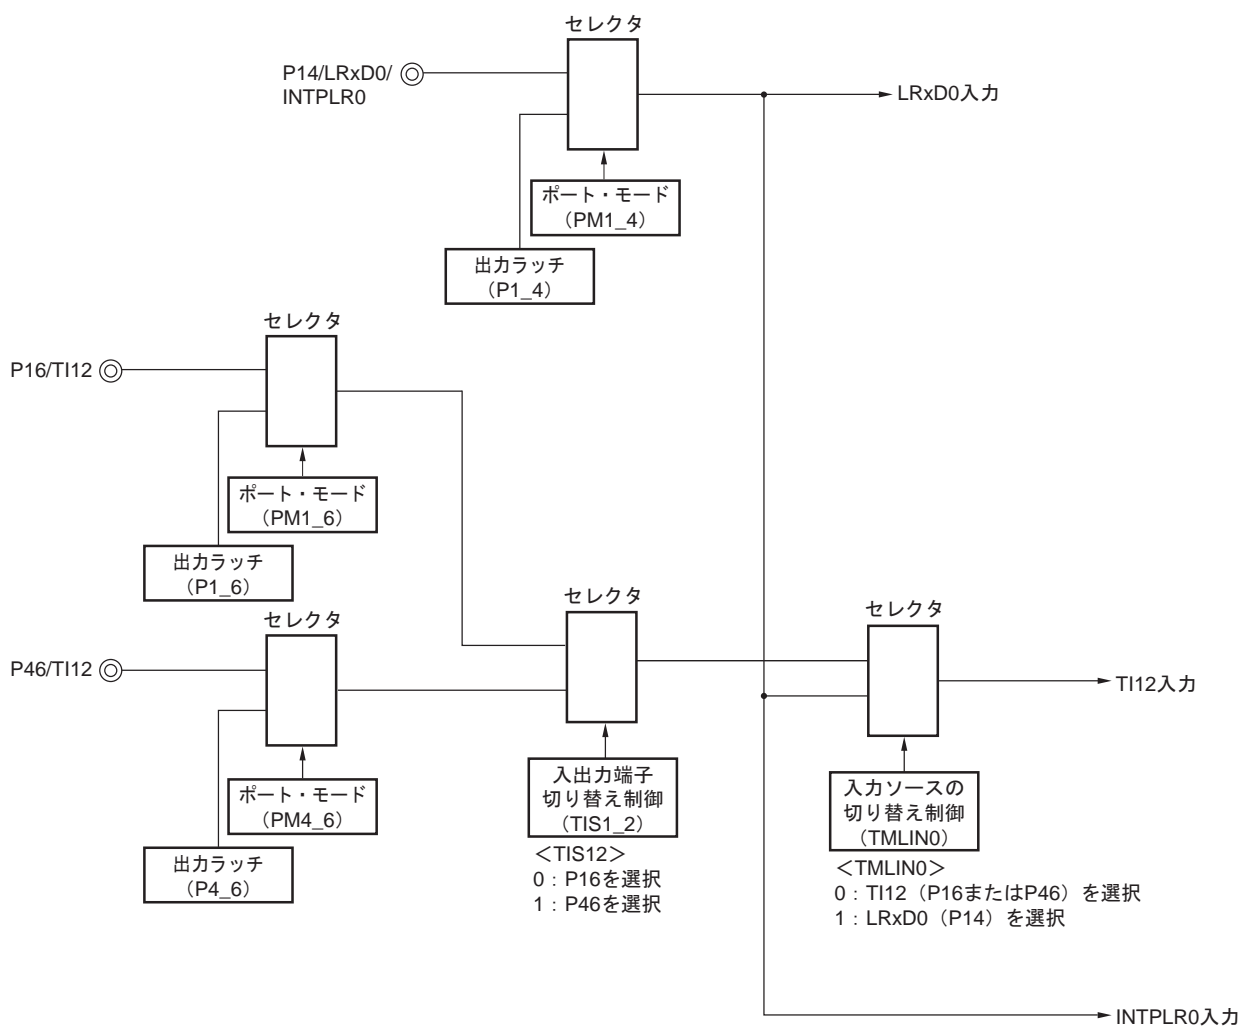 セレクタ
P14/LRxD0/
INTPLR0
LRxD0入力
ポート・モード
（PM1_4）
出力ラッチ
（P1_4）
セレクタ
P16/TI12
ポート・モード
（PM1_6）
出力ラッチ
（P1_6）
セレクタ
P46/TI12
ポート・モード
（PM4_6）
出力ラッチ
（P4_6）
セレクタ
入出力端子
切り替え制御
（TIS1_2）
＜TIS12＞
0：P16を選択
1：P46を選択
セレクタ
TI12入力
入力ソースの
切り替え制御
（TMLIN0）
＜TMLIN0＞
0：TI12（P16またはP46）を選択
1：LRxD0（P14）を選択
INTPLR0入力